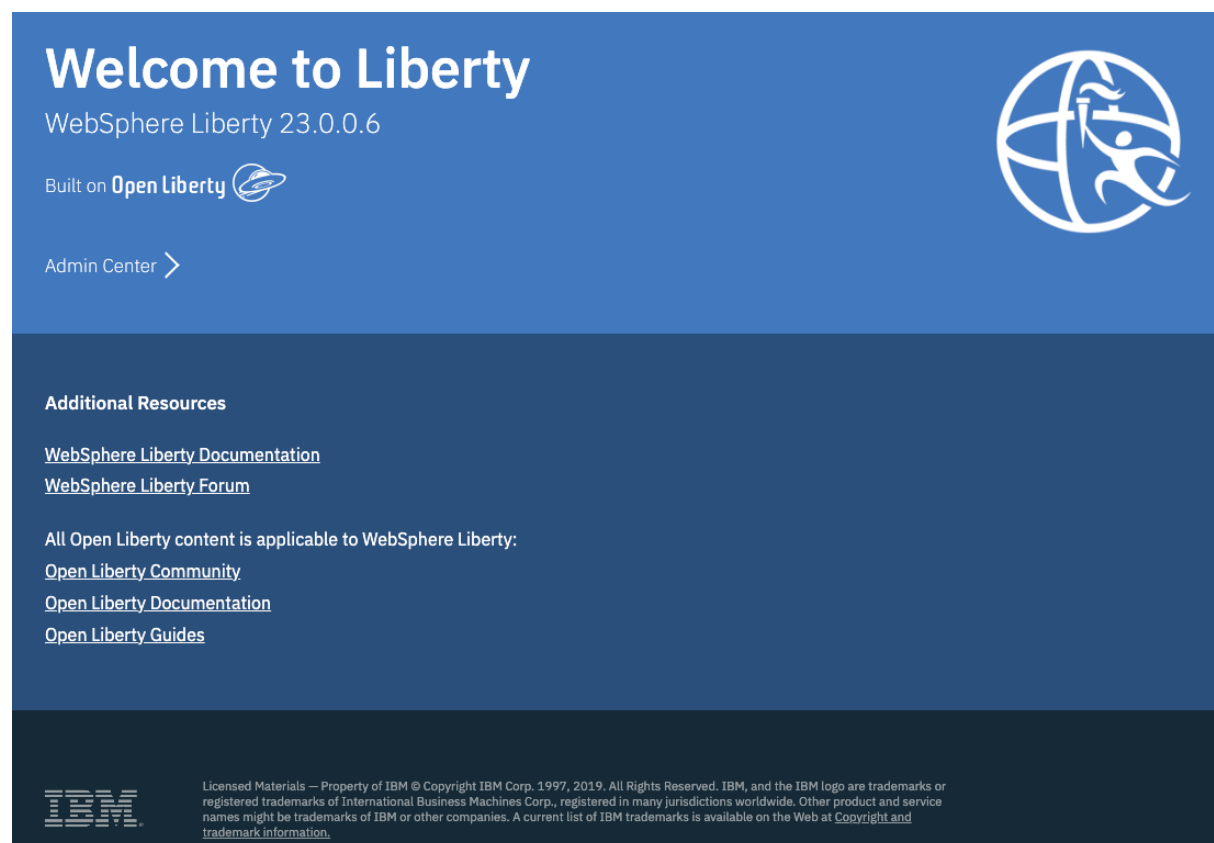 Welcome to Liberty
WebSphere Liberty 23.0.0.6
Built on Open Liberty
Admin Center
Additional Resources
WebSphere Liberty Documentation
WebSphere Liberty Forum
All Open Liberty content is applicable to WebSphere Liberty:
Open Liberty Community
Open Liberty Documentation
Open Liberty Guides
IBM
Licensed Materials — Property of IBM © Copyright IBM Corp. 1997, 2019. All Rights Reserved. IBM, and the IBM logo are trademarks or
registered trademarks of International Business Machines Corp., registered in many jurisdictions worldwide. Other product and service
names might be trademarks of IBM or other companies. A current list of IBM trademarks is available on the Web at Copyright and
trademark information.